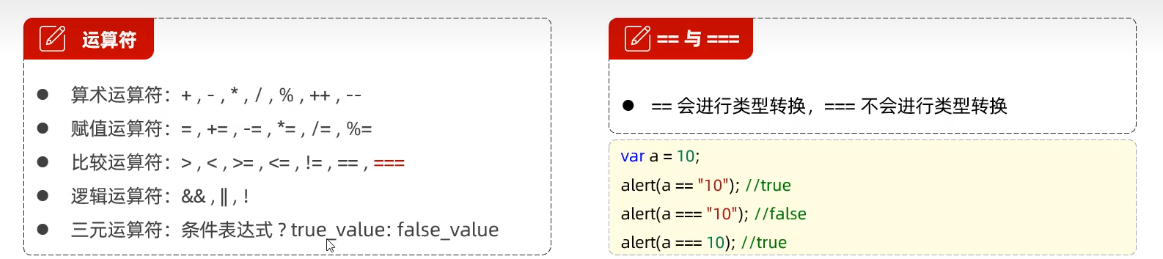 运算符
● 算术运算符：+ , - , * , / , % , ++ , --
● 赋值运算符：= , += , -= , *= , /= , %=
● 比较运算符：> , < , >= , <= , != , == , ===
● 逻辑运算符：&& , || , !
● 三元运算符：条件表达式 ? true_value: false_value
== 与 ===
● == 会进行类型转换，=== 不会进行类型转换
var a = 10;
alert(a == "10"); //true
alert(a === "10"); //false
alert(a === 10); //true